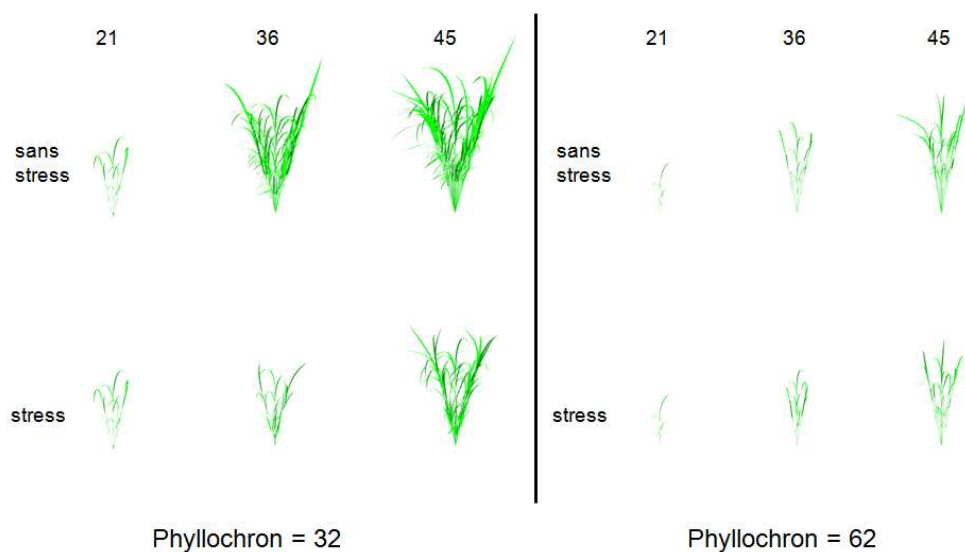 21 36 45
21 36 45
sans
stress
sans
stress
stress
stress
Phyllochron = 32
Phyllochron = 62